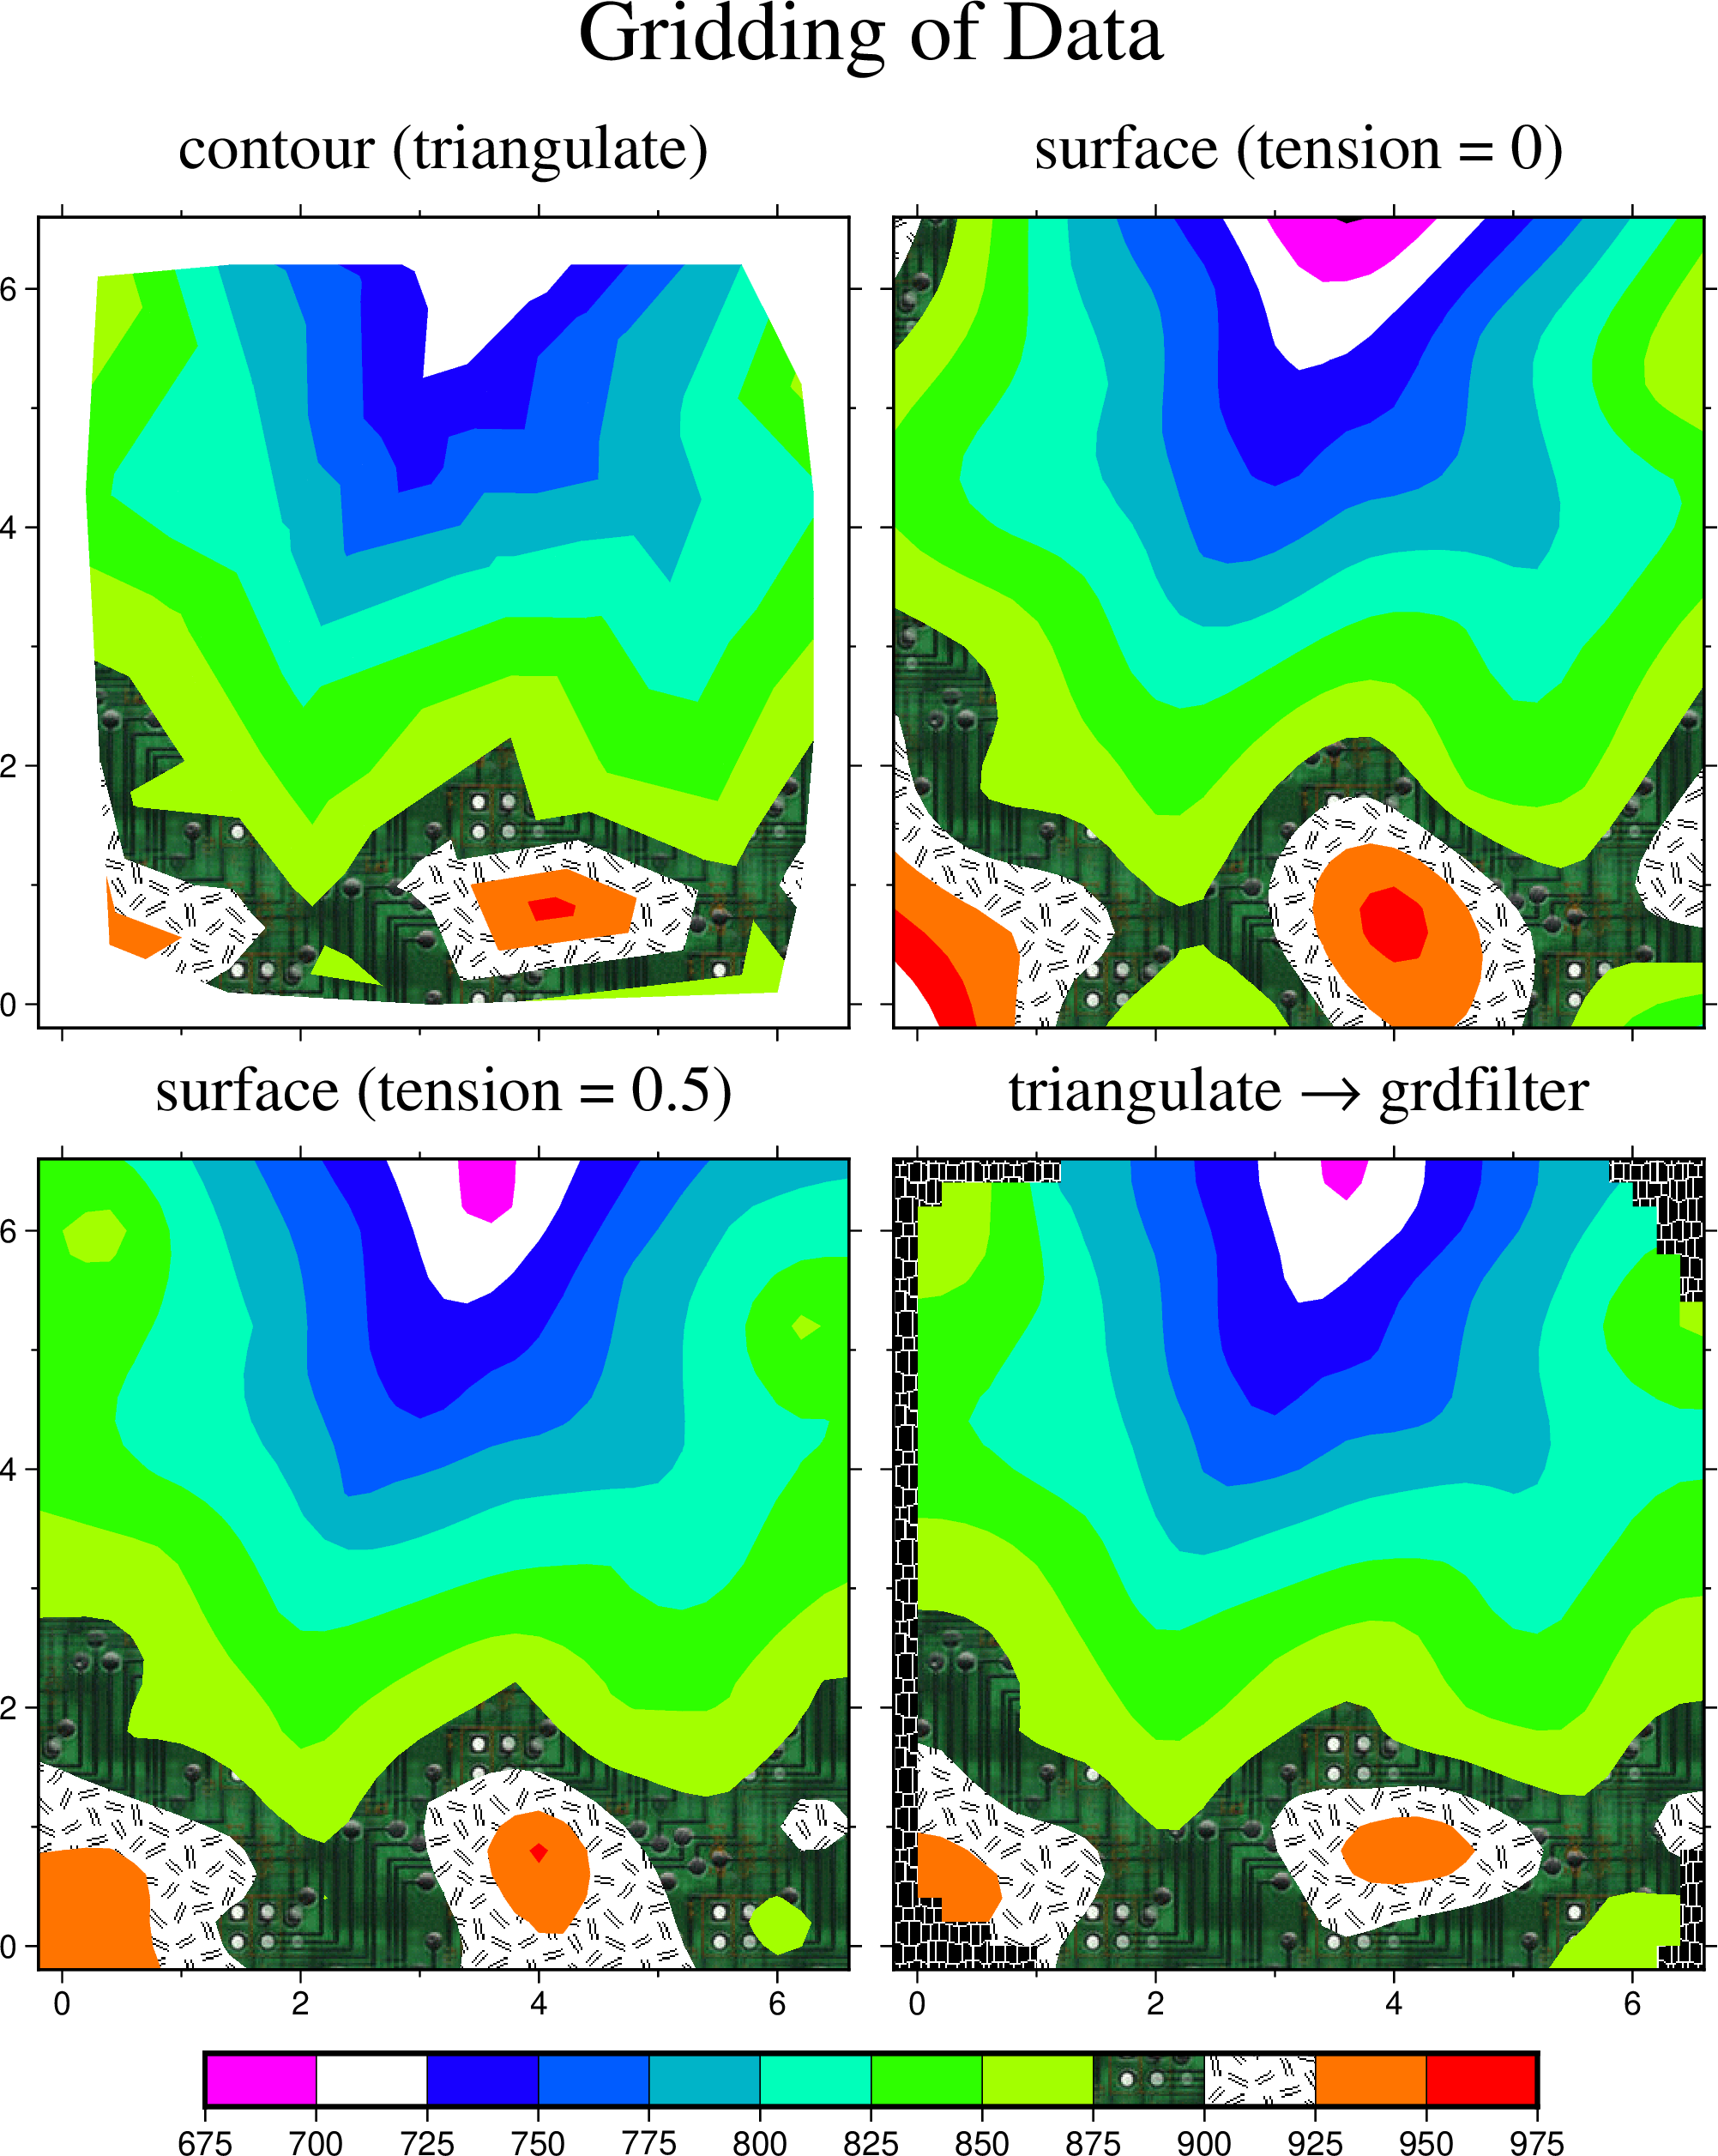 Gridding of Data
contour (triangulate)
surface (tension = 0)
6
4
2
0
surface (tension = 0.5)
triangulate → grdfilter
6
4
2
0
0 2 4 6
0 2 4 6
675 700 725 750 775 800 825 850 875 900 925 950 975